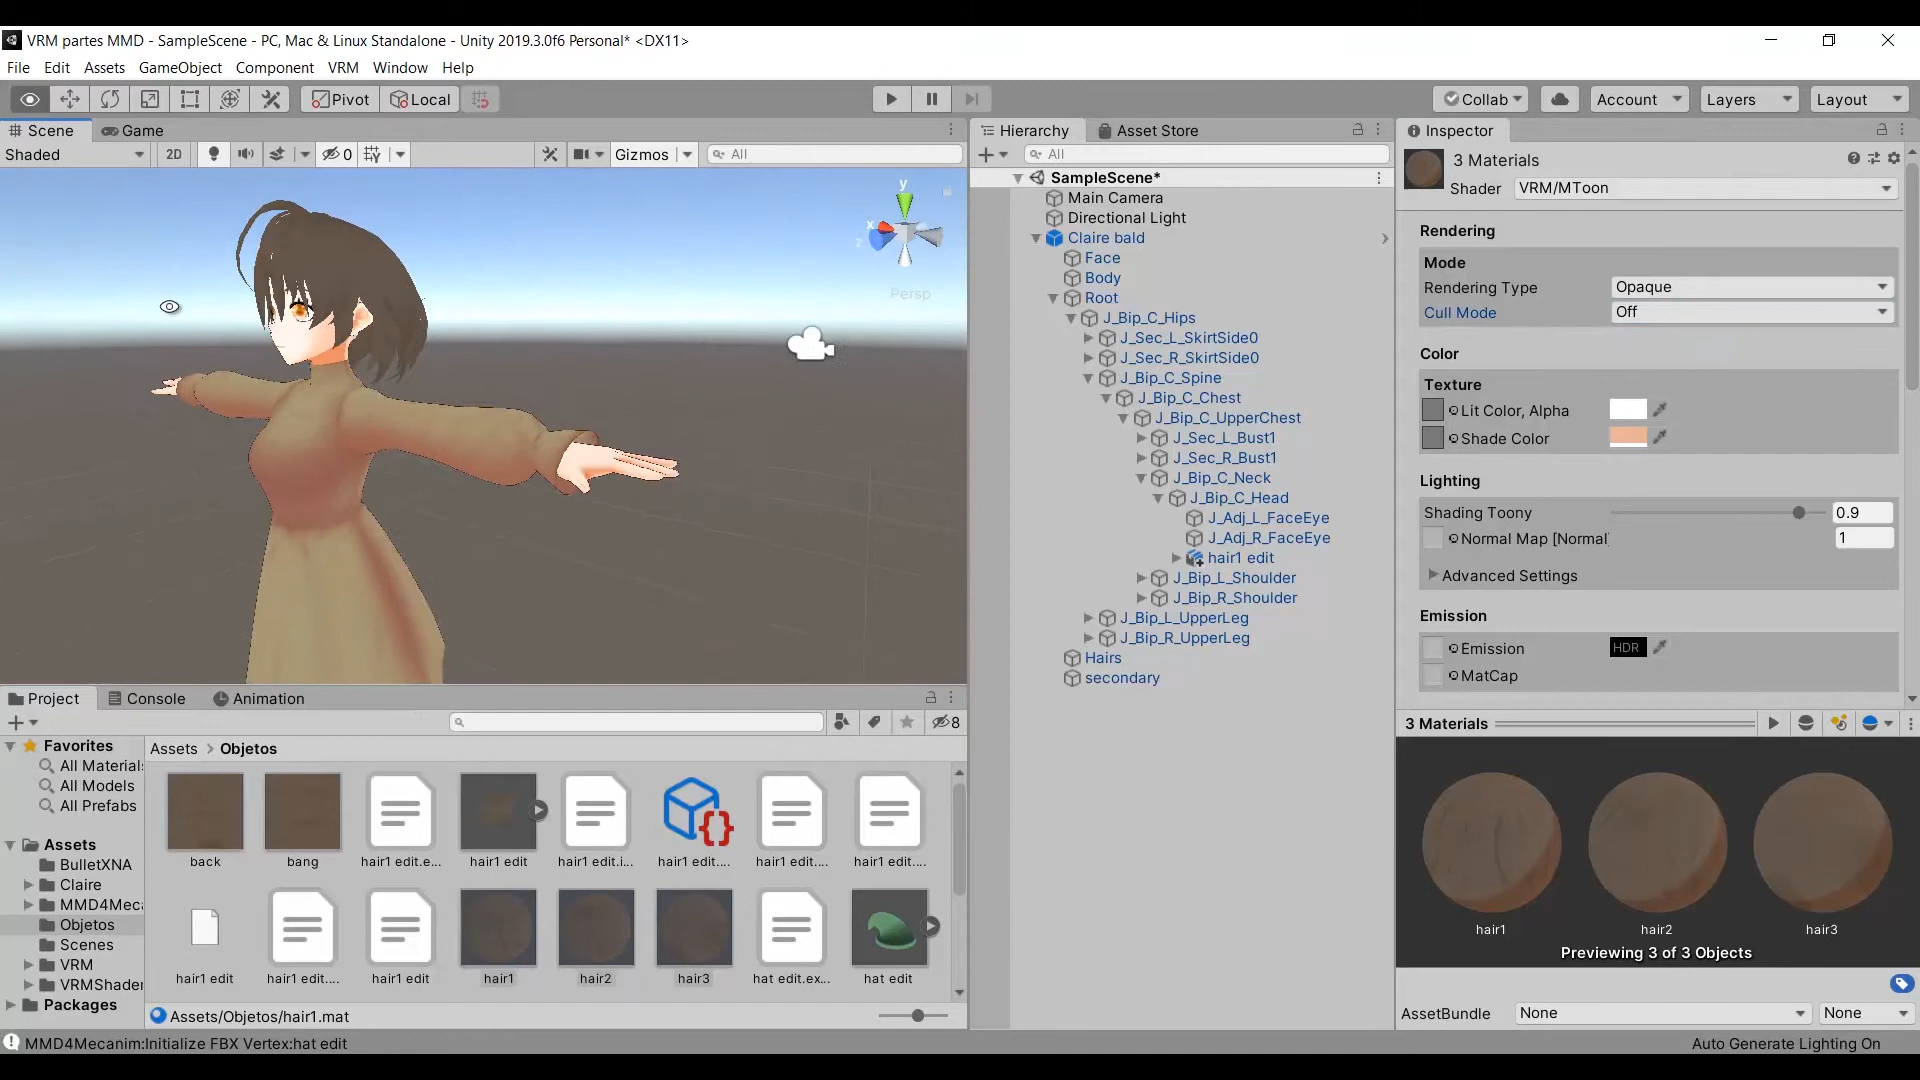 VRM partes MMD - SampleScene - PC, Mac & Linux Standalone - Unity 2019.3.0f6 Personal* <DX11>
File Edit Assets GameObject Component VRM Window Help
Pivot Local Collab Account Layers Layout
Scene Game
Shaded 2D 0 Gizmos All
y
x
z
Persp
Hierarchy Asset Store
All
SampleScene*
Main Camera
Directional Light
Claire bald
Face
Body
Root
J_Bip_C_Hips
J_Sec_L_SkirtSide0
J_Sec_R_SkirtSide0
J_Bip_C_Spine
J_Bip_C_Chest
J_Bip_C_UpperChest
J_Sec_L_Bust1
J_Sec_R_Bust1
J_Bip_C_Neck
J_Bip_C_Head
J_Adj_L_FaceEye
J_Adj_R_FaceEye
hair1 edit
J_Bip_L_Shoulder
J_Bip_R_Shoulder
J_Bip_L_UpperLeg
J_Bip_R_UpperLeg
Hairs
secondary
Inspector
3 Materials
Shader VRM/MToon
Rendering
Mode
Rendering Type Opaque
Cull Mode Off
Color
Texture
Lit Color, Alpha
Shade Color
Lighting
Shading Toony 0.9
Normal Map [Normal 1
Advanced Settings
Emission
Emission HDR
MatCap
3 Materials
hair1 hair2 hair3
Previewing 3 of 3 Objects
AssetBundle None None
Project Console Animation
8
Favorites
All Material
All Models
All Prefabs
Assets
BulletXNA
Claire
MMD4Meca
Objetos
Scenes
VRM
VRMShader
Packages
Assets > Objetos
back bang hair1 edit.e... hair1 edit hair1 edit.i... hair1 edit.... hair1 edit.... hair1 edit....
hair1 edit hair1 edit.... hair1 edit hair1 hair2 hair3 hat edit.ex... hat edit
Assets/Objetos/hair1.mat
MMD4Mecanim:Initialize FBX Vertex:hat edit
Auto Generate Lighting On